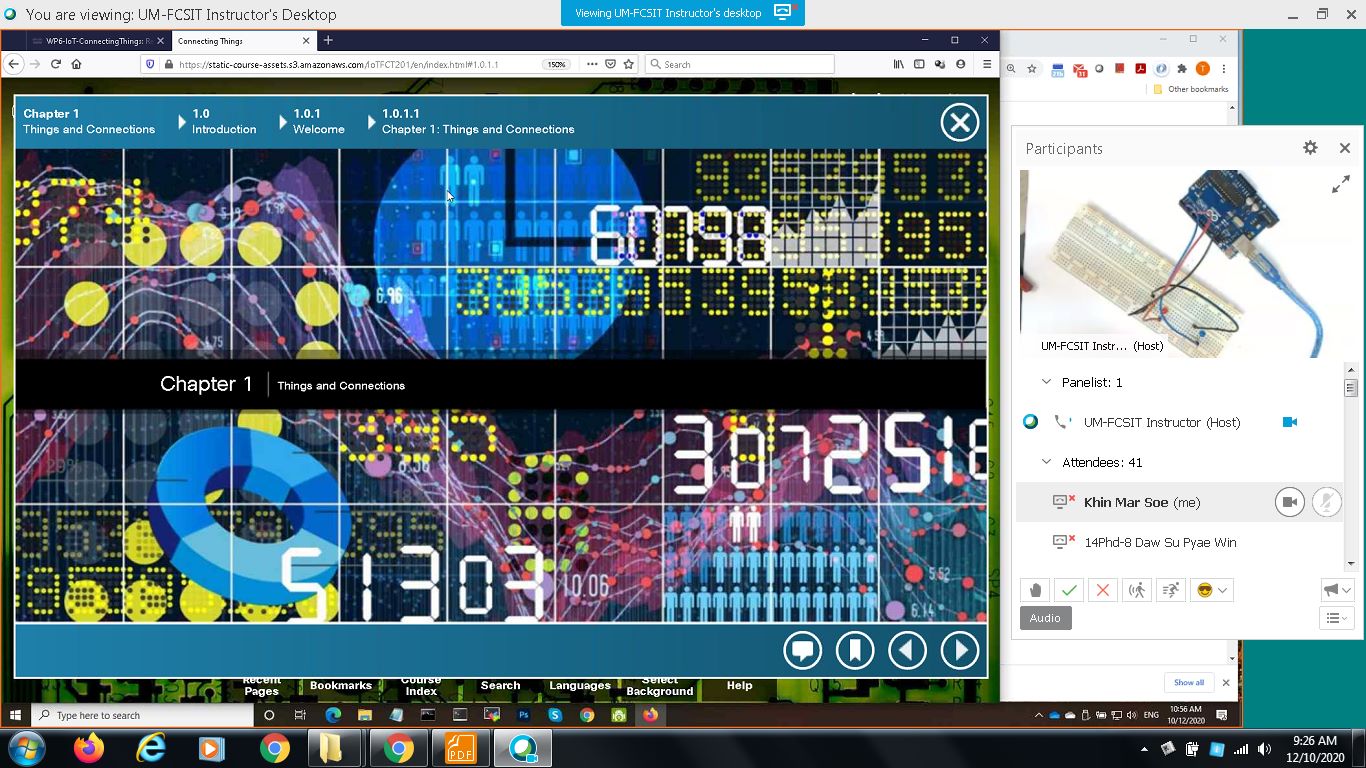 You are viewing: UM-FCSIT Instructor's Desktop
Viewing UM-FCSIT Instructor's desktop
WP6-IoT-ConnectingThings: Re
Connecting Things
https://static-course-assets.s3.amazonaws.com/IoTFCT201/en/index.html#1.0.1.1
150%
Search
Other bookmarks
Chapter 1
Things and Connections
1.0
Introduction
1.0.1
Welcome
1.0.1.1
Chapter 1: Things and Connections
60798
6.96
4.75
Chapter 1
Things and Connections
3072518
51303
10.06
5.52
6.14
Recent
Pages
Bookmarks
Course
Index
Search
Languages
Select
Background
Help
Participants
UM-FCSIT Instr... (Host)
Panelist: 1
UM-FCSIT Instructor (Host)
Attendees: 41
Khin Mar Soe (me)
14Phd-8 Daw Su Pyae Win
Audio
Show all
Type here to search
ENG
10:56 AM
10/12/2020
PDF
9:26 AM
12/10/2020